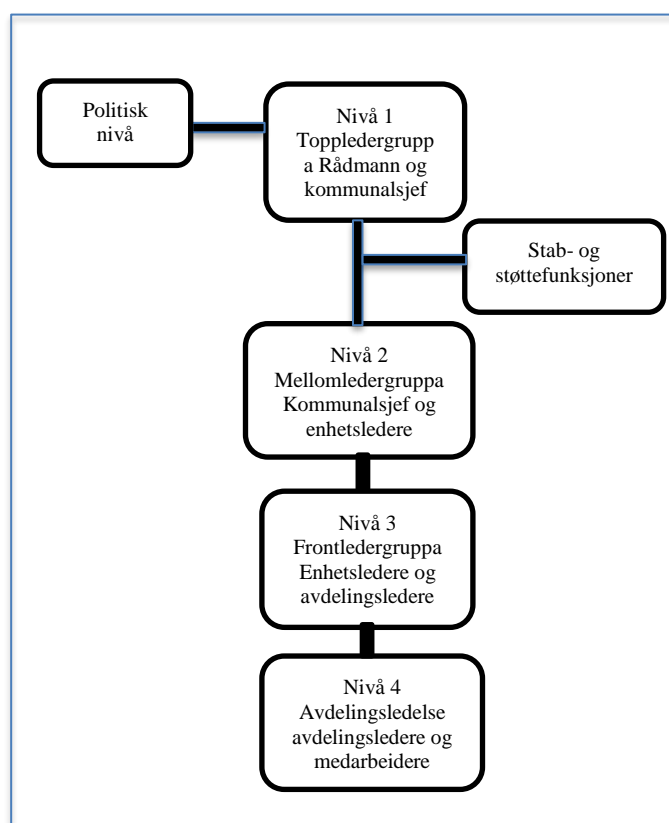 Politisk
nivå
Nivå 1
Toppledergrupp
a Rådmann og
kommunalsjef
Stab- og
støttefunksjoner
Nivå 2
Mellomledergruppa
Kommunalsjef og
enhetsledere
Nivå 3
Frontledergruppa
Enhetsledere og
avdelingsledere
Nivå 4
Avdelingsledelse
avdelingsledere og
medarbeidere